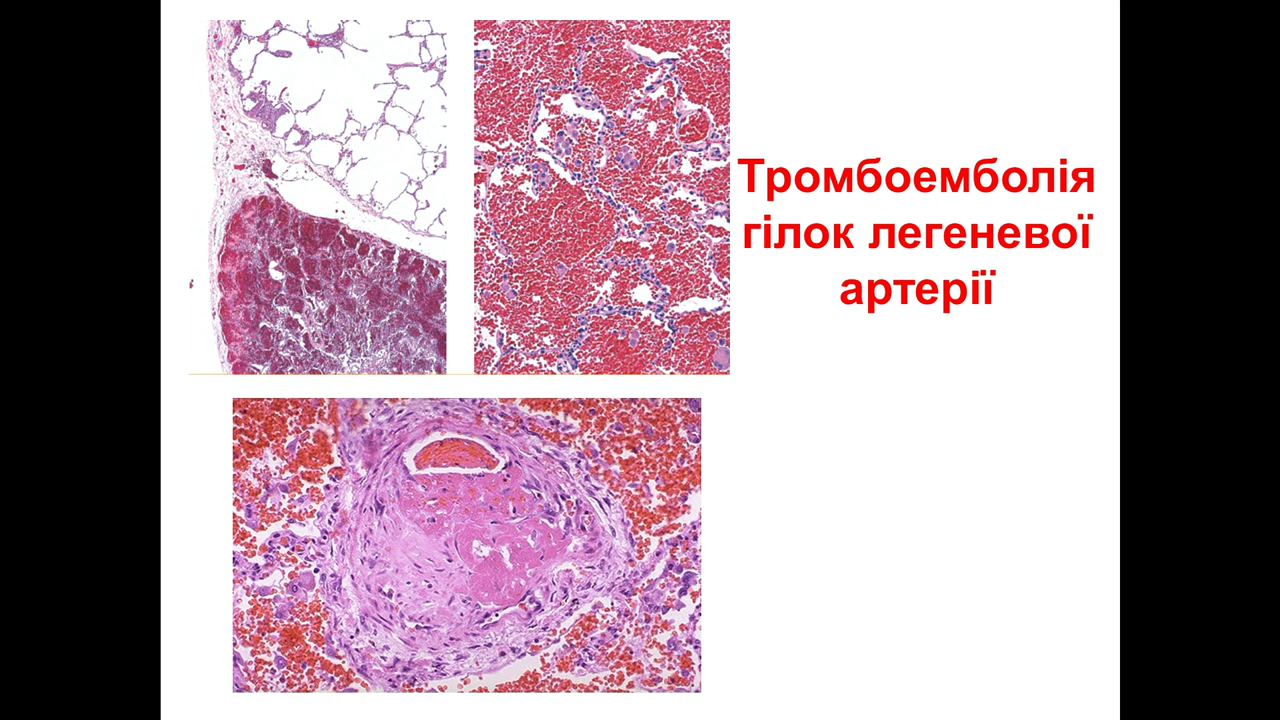 Тромбоемболія
гілок легеневої
артерії